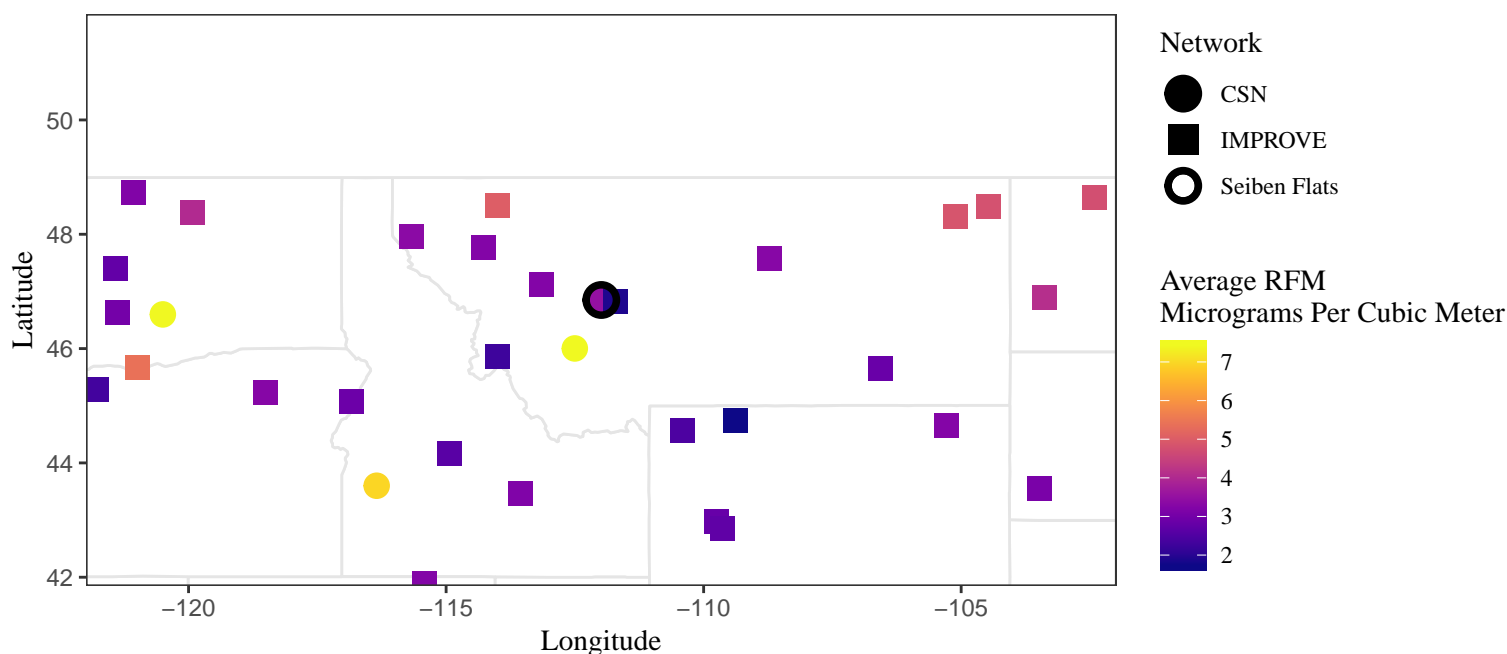 Network
CSN
IMPROVE
Seiben Flats
Average RFM
Micrograms Per Cubic Meter
7
6
5
4
3
2
Latitude
50
48
46
44
42
−120
−115
−110
−105
Longitude